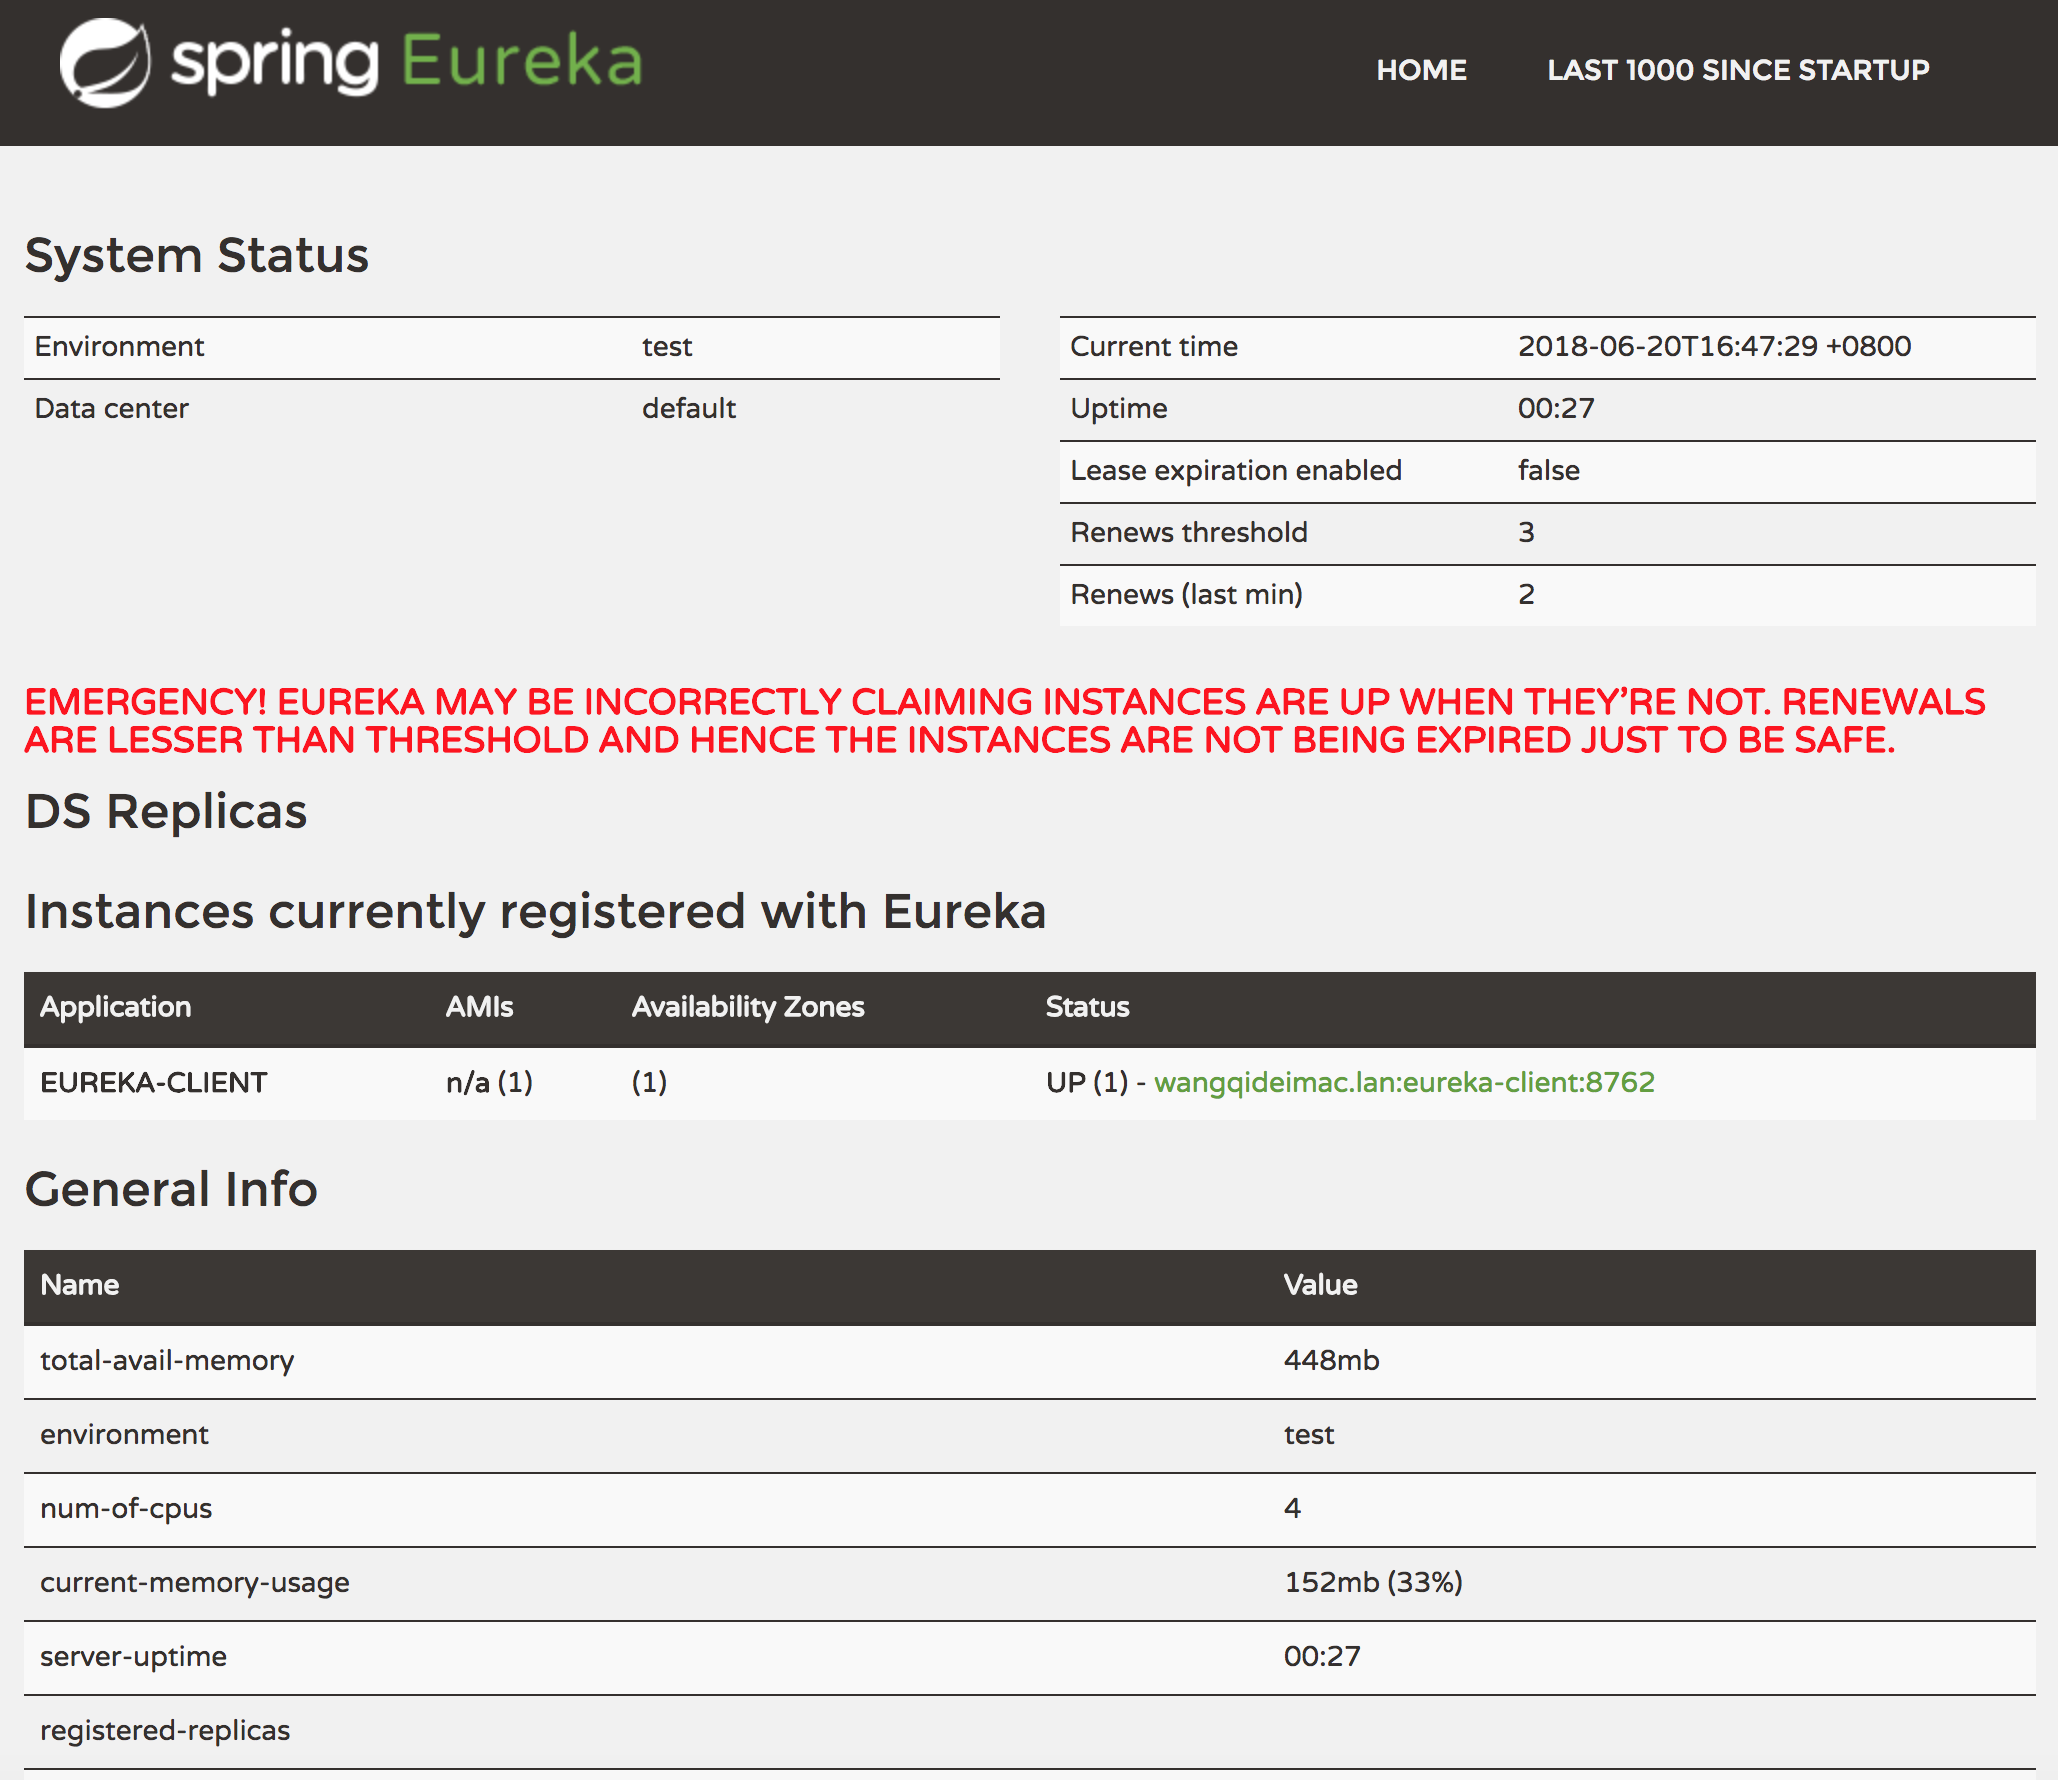 spring Eureka
HOME LAST 1000 SINCE STARTUP
System Status
Environment test
Data center default
Current time 2018-06-20T16:47:29 +0800
Uptime 00:27
Lease expiration enabled false
Renews threshold 3
Renews (last min) 2
EMERGENCY! EUREKA MAY BE INCORRECTLY CLAIMING INSTANCES ARE UP WHEN THEY’RE NOT. RENEWALS
ARE LESSER THAN THRESHOLD AND HENCE THE INSTANCES ARE NOT BEING EXPIRED JUST TO BE SAFE.
DS Replicas
Instances currently registered with Eureka
Application AMIs Availability Zones Status
EUREKA-CLIENT n/a (1) (1) UP (1) - wangqideimac.lan:eureka-client:8762
General Info
Name Value
total-avail-memory 448mb
environment test
num-of-cpus 4
current-memory-usage 152mb (33%)
server-uptime 00:27
registered-replicas